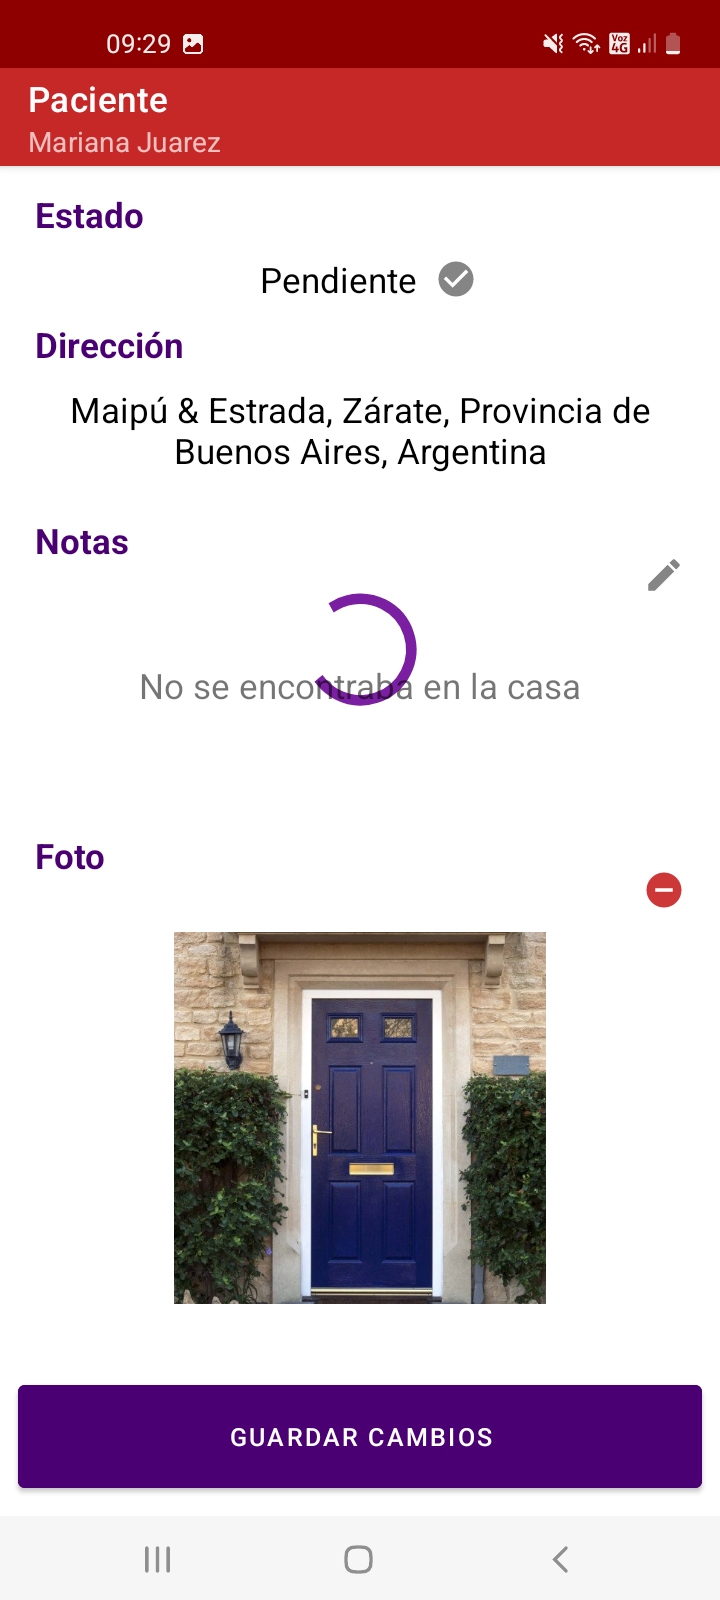 09:29
Voz
4G
Paciente
Mariana Juarez
Estado
Pendiente
Dirección
Maipú & Estrada, Zárate, Provincia de
Buenos Aires, Argentina
Notas
No se encontraba en la casa
Foto
GUARDAR CAMBIOS